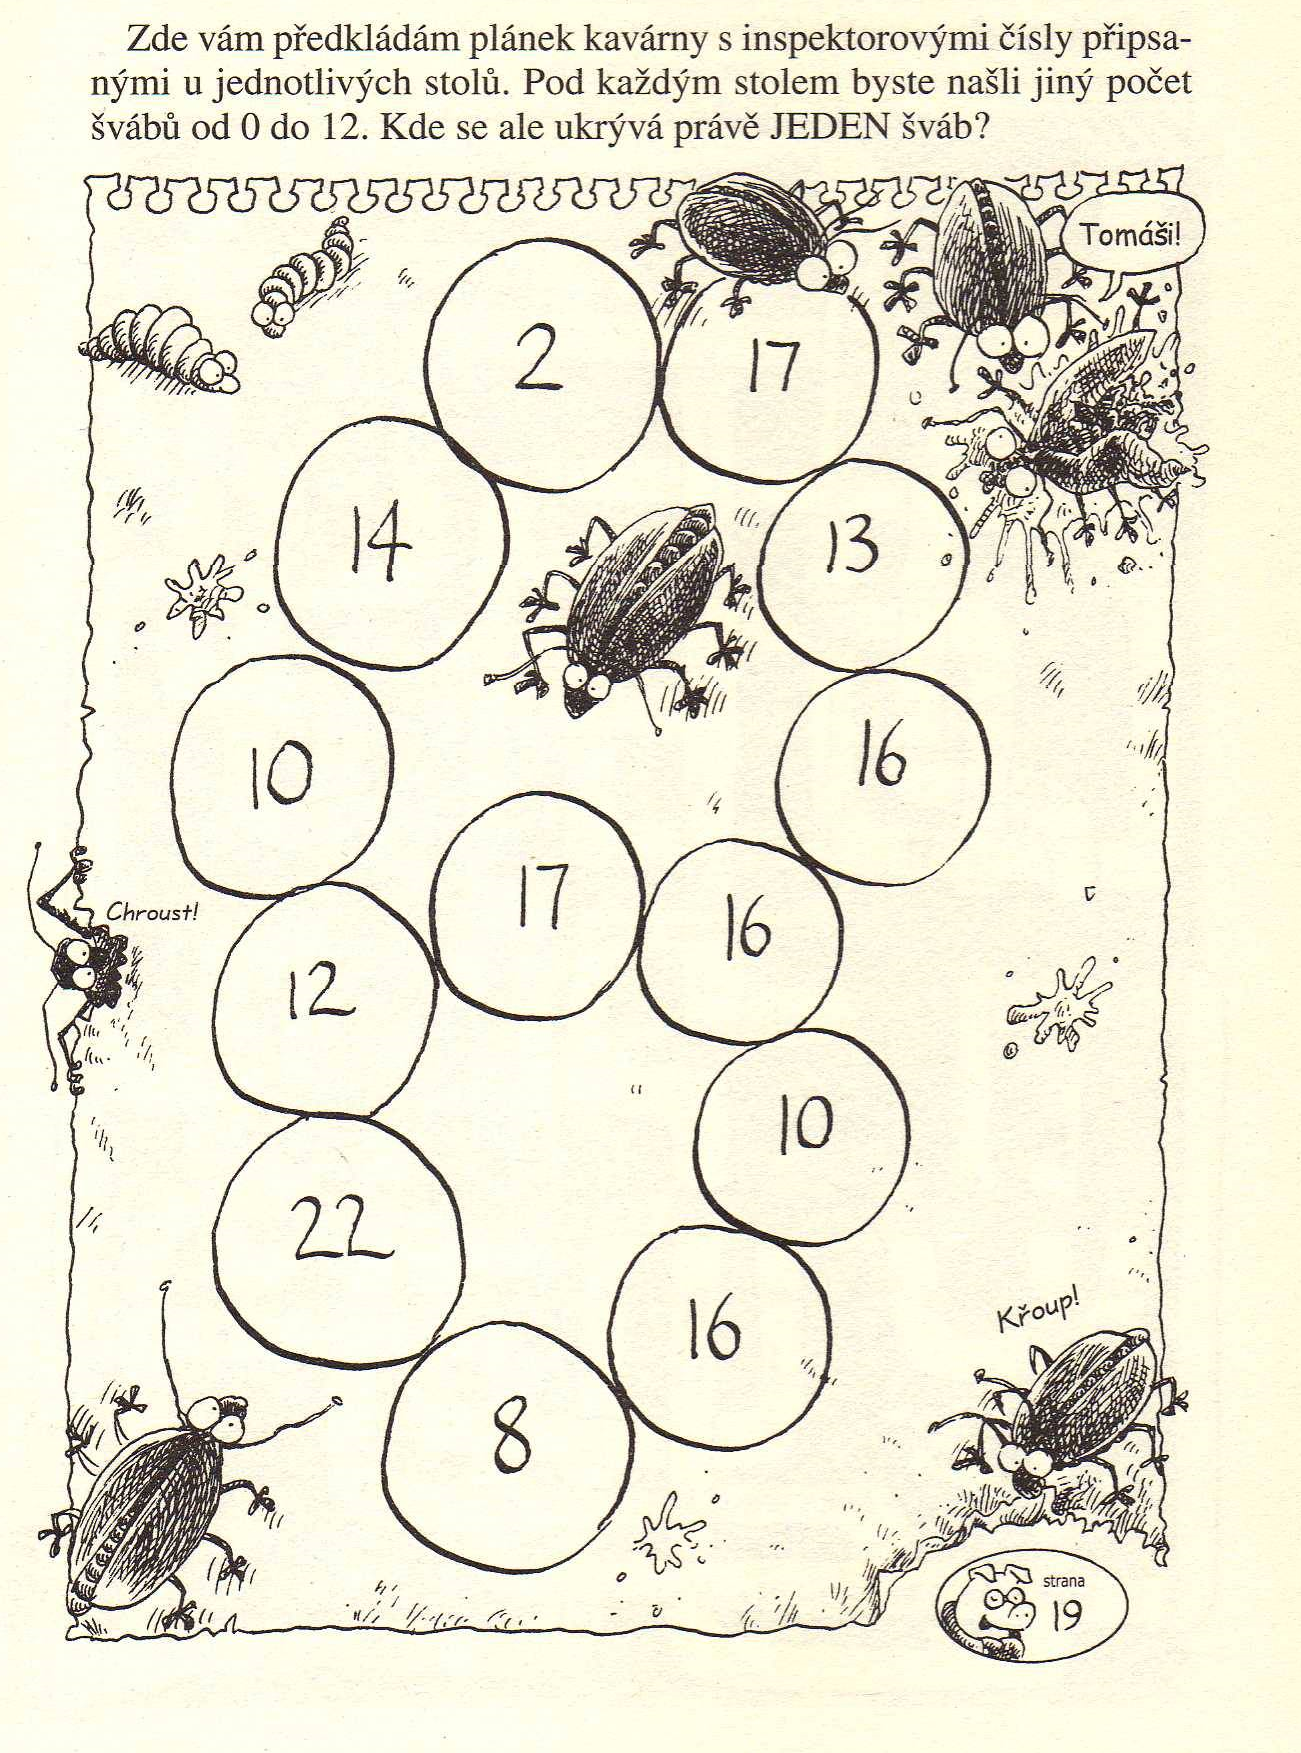 Zde vám předkládám plánek kavárny s inspektorovými čísly připsa-
nými u jednotlivých stolů. Pod každým stolem byste našli jiný počet
švábů od 0 do 12. Kde se ale ukrývá právě JEDEN šváb?
Tomáši!
2
17
14
13
10
16
17
16
Chroust!
12
10
22
16
Křoup!
8
strana
19